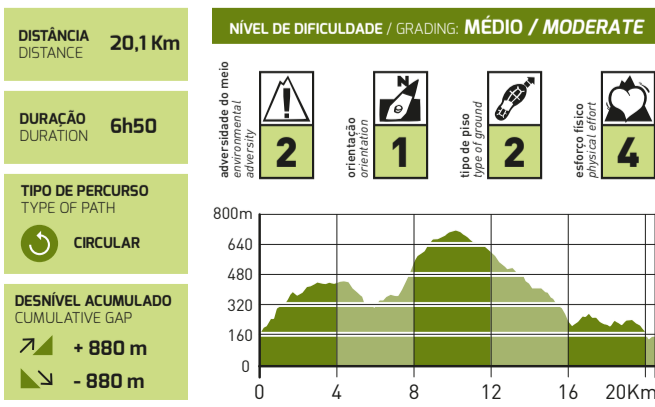 DISTÂNCIA
DISTANCE
20,1 Km
DURAÇÃO
DURATION
6h50
TIPO DE PERCURSO
TYPE OF PATH
CIRCULAR
DESNÍVEL ACUMULADO
CUMULATIVE GAP
+ 880 m
- 880 m
NÍVEL DE DIFICULDADE / GRADING: MÉDIO / MODERATE
adversidade do meio
environmental
adversity
2
orientação
orientation
N
1
tipo de piso
type of ground
2
esforço físico
physical effort
4
800m
640
480
320
160
0
0 4 8 12 16 20Km